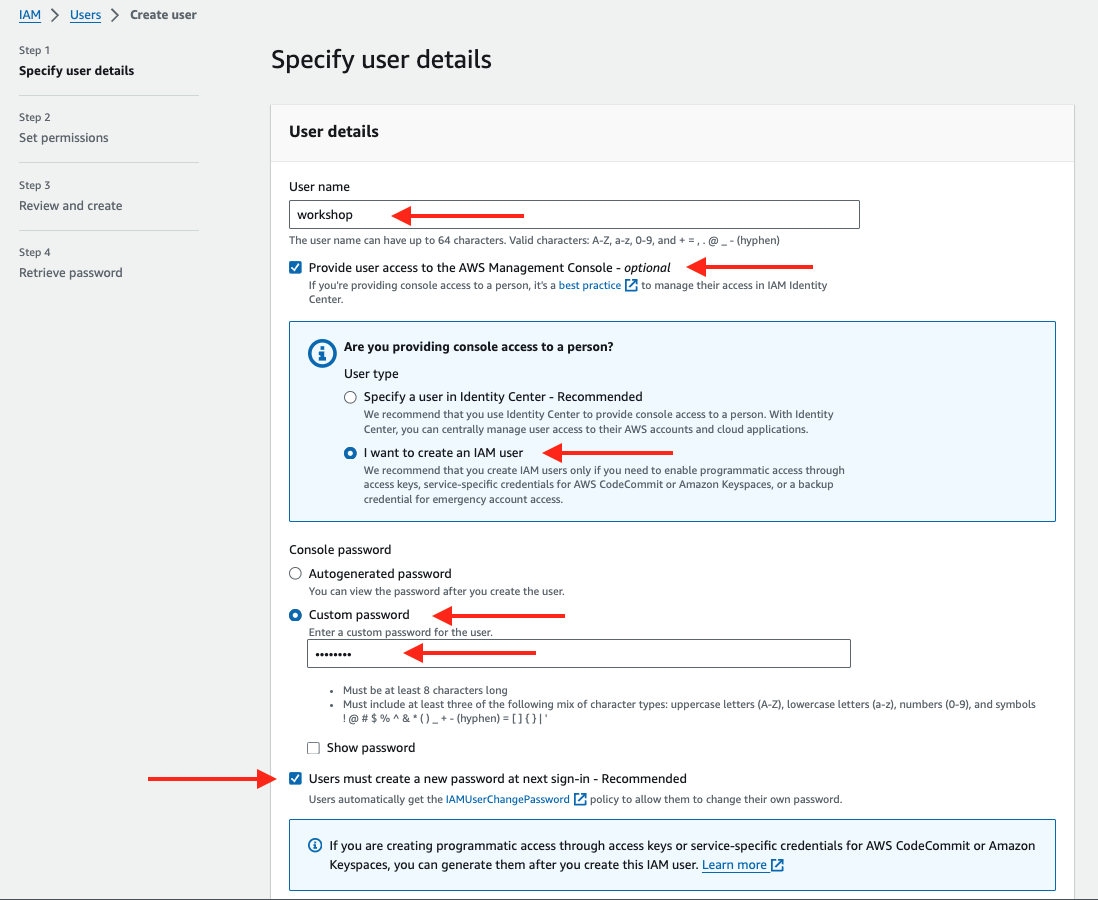 IAM > Users > Create user
Step 1
Specify user details
Step 2
Set permissions
Step 3
Review and create
Step 4
Retrieve password
Specify user details
User details
User name
workshop
The user name can have up to 64 characters. Valid characters: A-Z, a-z, 0-9, and + = , . @ _ - (hyphen)
Provide user access to the AWS Management Console - optional
If you're providing console access to a person, it's a best practice to manage their access in IAM Identity
Center.
Are you providing console access to a person?
User type
Specify a user in Identity Center - Recommended
We recommend that you use Identity Center to provide console access to a person. With Identity
Center, you can centrally manage user access to their AWS accounts and cloud applications.
I want to create an IAM user
We recommend that you create IAM users only if you need to enable programmatic access through
access keys, service-specific credentials for AWS CodeCommit or Amazon Keyspaces, or a backup
credential for emergency account access.
Console password
Autogenerated password
You can view the password after you create the user.
Custom password
Enter a custom password for the user.
••••••••
• Must be at least 8 characters long
• Must include at least three of the following mix of character types: uppercase letters (A-Z), lowercase letters (a-z), numbers (0-9), and symbols
! @ # $ % ^ & * ( ) _ + - (hyphen) = [ ] { } | '
Show password
Users must create a new password at next sign-in - Recommended
Users automatically get the IAMUserChangePassword policy to allow them to change their own password.
If you are creating programmatic access through access keys or service-specific credentials for AWS CodeCommit or Amazon
Keyspaces, you can generate them after you create this IAM user. Learn more